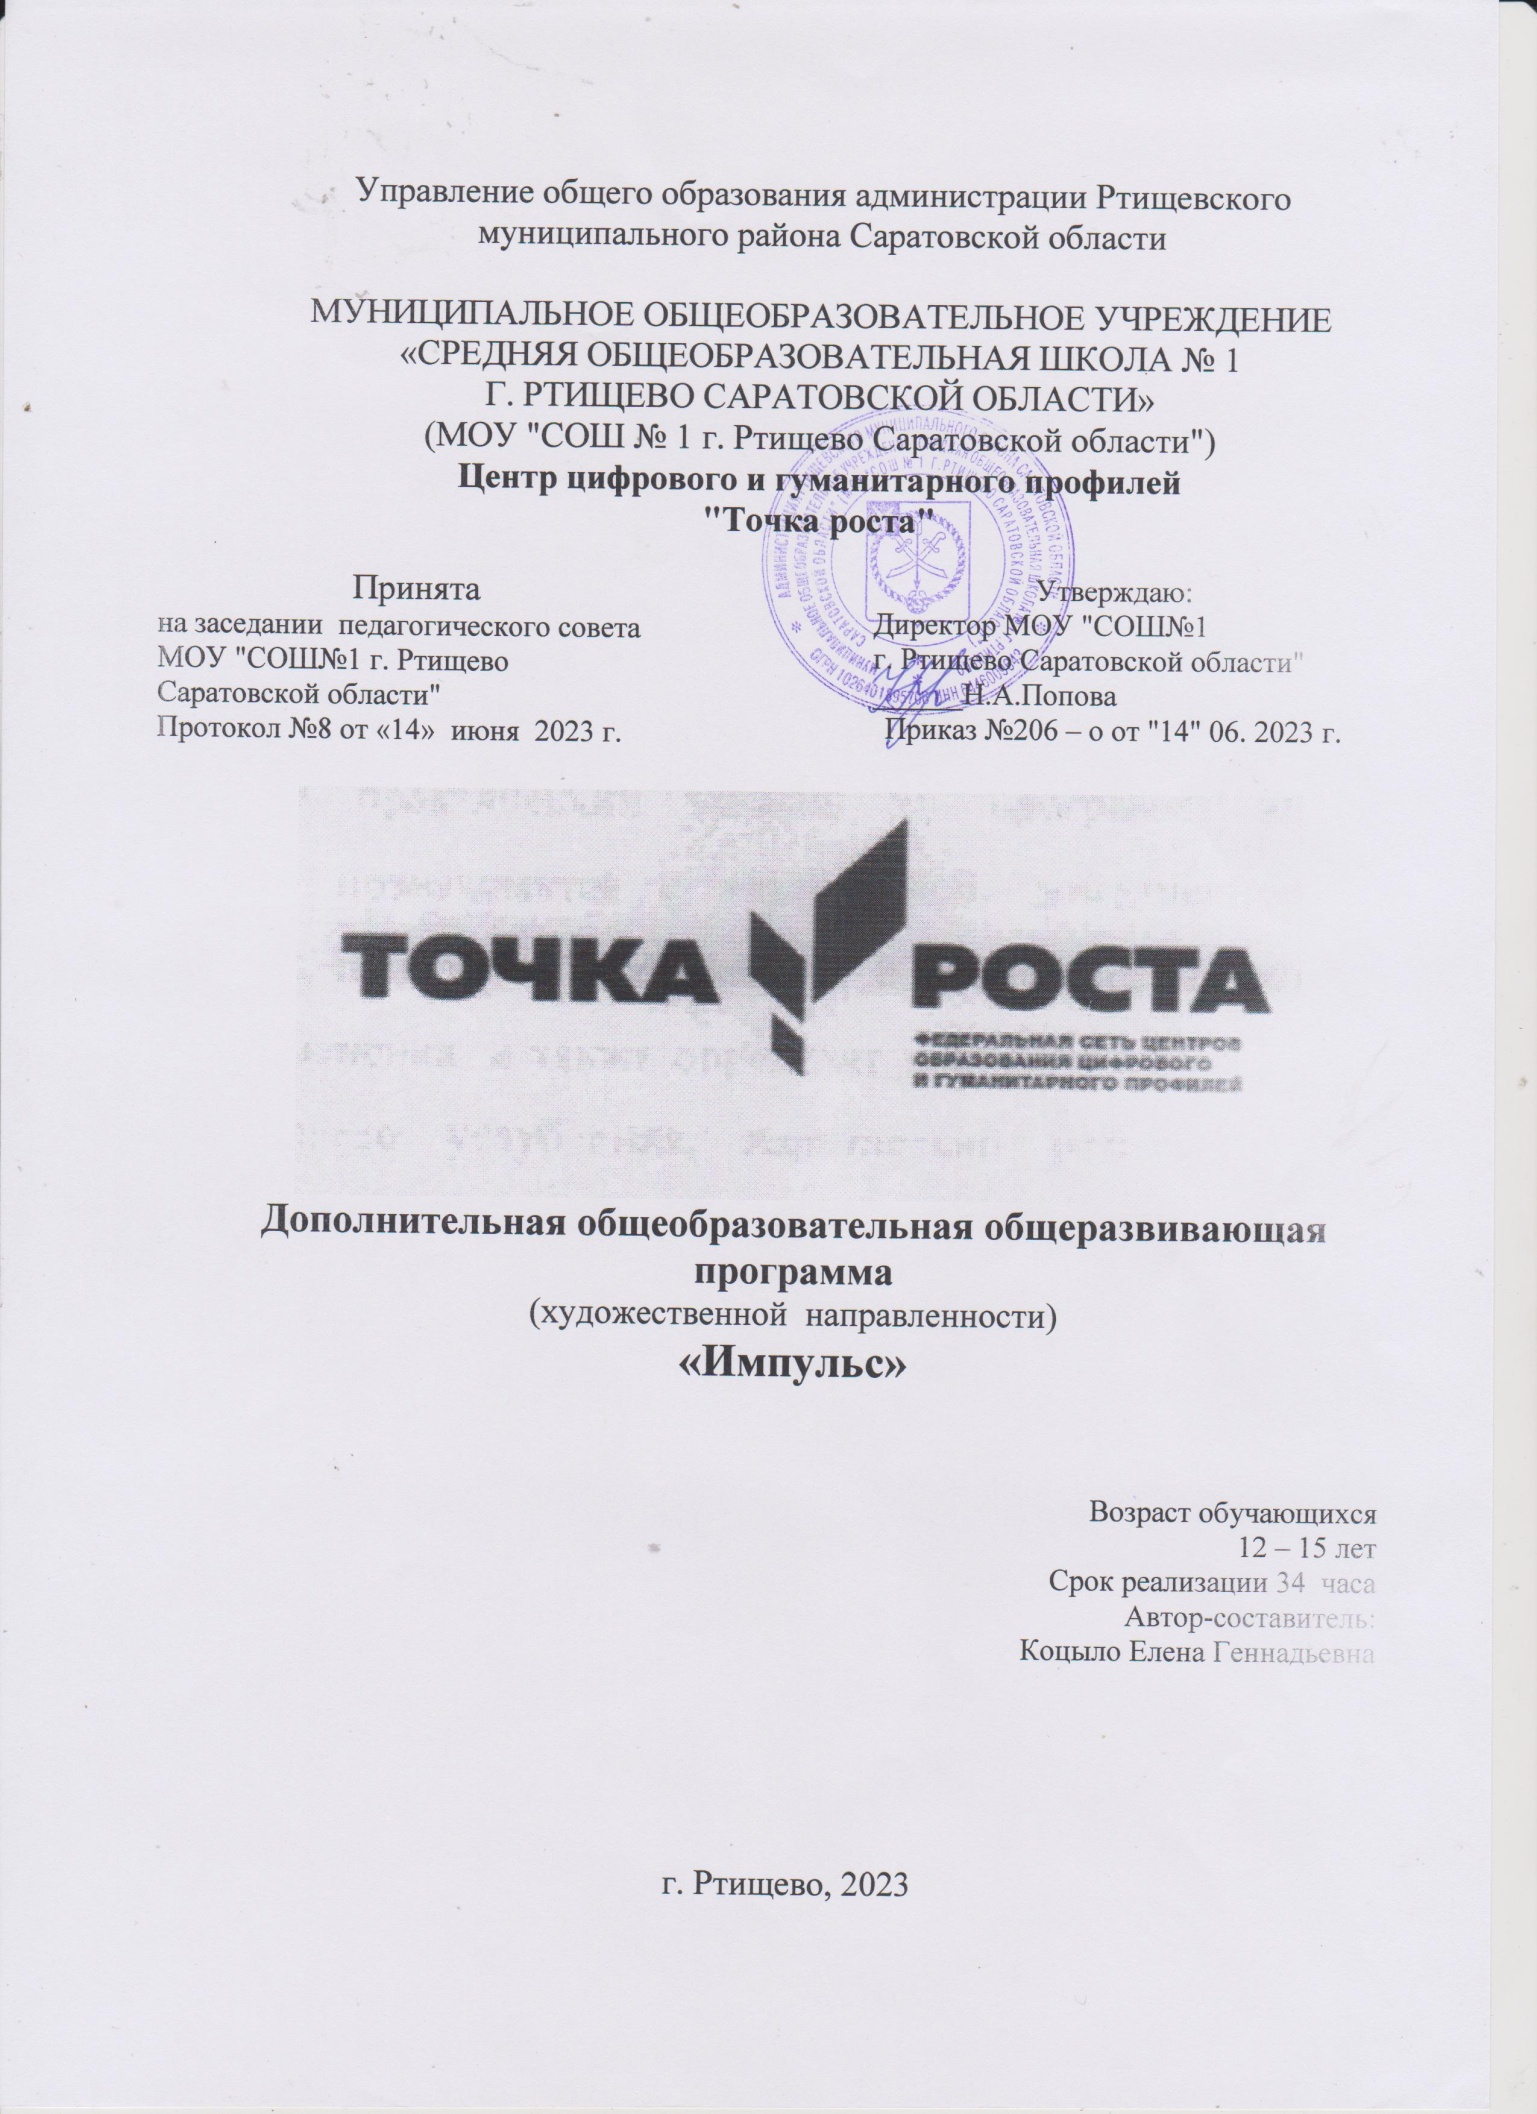 Управление общего образования администрации Ртищевского
муниципального района Саратовской области
МУНИЦИПАЛЬНОЕ ОБЩЕОБРАЗОВАТЕЛЬНОЕ УЧРЕЖДЕНИЕ
«СРЕДНЯЯ ОБЩЕОБРАЗОВАТЕЛЬНАЯ ШКОЛА № 1
Г. РТИЩЕВО САРАТОВСКОЙ ОБЛАСТИ»
(МОУ "СОШ № 1 г. Ртищево Саратовской области")
Центр цифрового и гуманитарного профилей
"Точка роста"
Принята
на заседании педагогического совета
МОУ "СОШ№1 г. Ртищево
Саратовской области"
Протокол №8 от «14» июня 2023 г.
Утверждаю:
Директор МОУ "СОШ№1
г. Ртищево Саратовской области"
______Н.А.Попова
Приказ №206 – о от "14" 06. 2023 г.
ТОЧКА РОСТА
ФЕДЕРАЛЬНАЯ СЕТЬ ЦЕНТРОВ
ОБРАЗОВАНИЯ ЦИФРОВОГО
И ГУМАНИТАРНОГО ПРОФИЛЕЙ
Дополнительная общеобразовательная общеразвивающая
программа
(художественной направленности)
«Импульс»
Возраст обучающихся
12 – 15 лет
Срок реализации 34 часа
Автор-составитель:
Коцыло Елена Геннадьевна
г. Ртищево, 2023